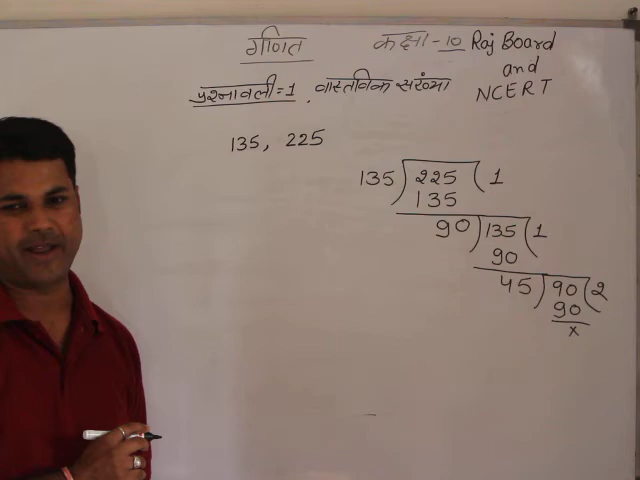 गणित
कक्षा - 10 Raj Board
and
NCERT
प्रश्नावली = 1, वास्तविक संख्या
135, 225
135) 225 (1
135
90) 135 (1
90
45) 90 (2
90
x